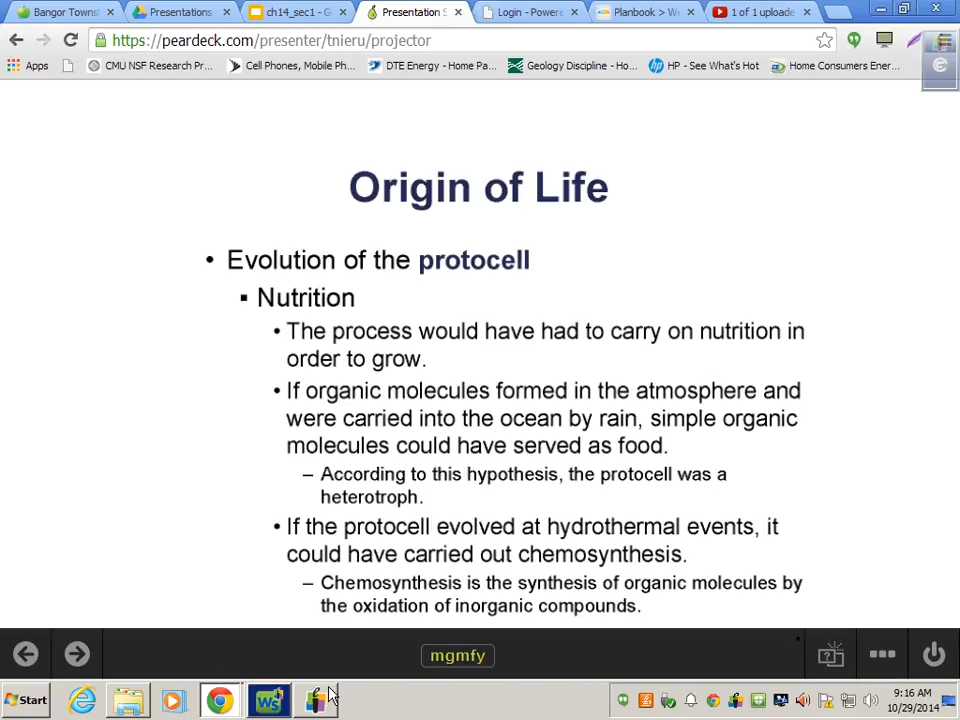 Bangor Towns
Presentations
ch14_sec1 - G
Presentation S
Login - Powe
Planbook > W
1 of 1 uploade
https://peardeck.com/presenter/tnieru/projector
Apps
CMU NSF Research Pr...
Cell Phones, Mobile Ph...
DTE Energy - Home Pa...
Geology Discipline - Ho...
HP - See What's Hot
Home Consumers Ener...
Origin of Life
• Evolution of the protocell
▪ Nutrition
• The process would have had to carry on nutrition in
order to grow.
• If organic molecules formed in the atmosphere and
were carried into the ocean by rain, simple organic
molecules could have served as food.
– According to this hypothesis, the protocell was a
heterotroph.
• If the protocell evolved at hydrothermal events, it
could have carried out chemosynthesis.
– Chemosynthesis is the synthesis of organic molecules by
the oxidation of inorganic compounds.
mgmfy
Start
WS
9:16 AM
10/29/2014